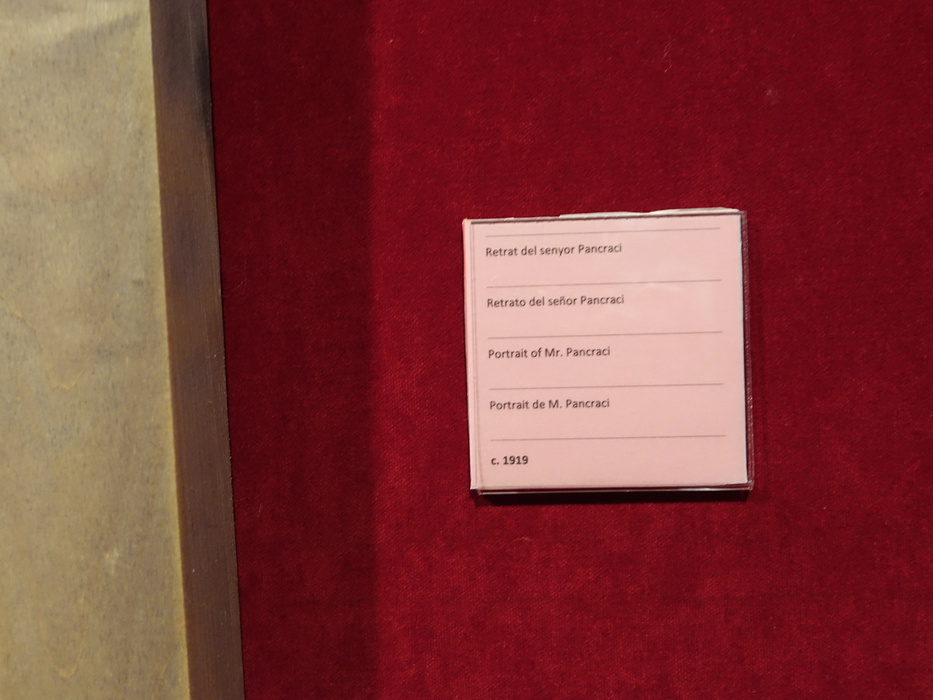 Retrat del senyor Pancraci
Retrato del señor Pancraci
Portrait of Mr. Pancraci
Portrait de M. Pancraci
c. 1919